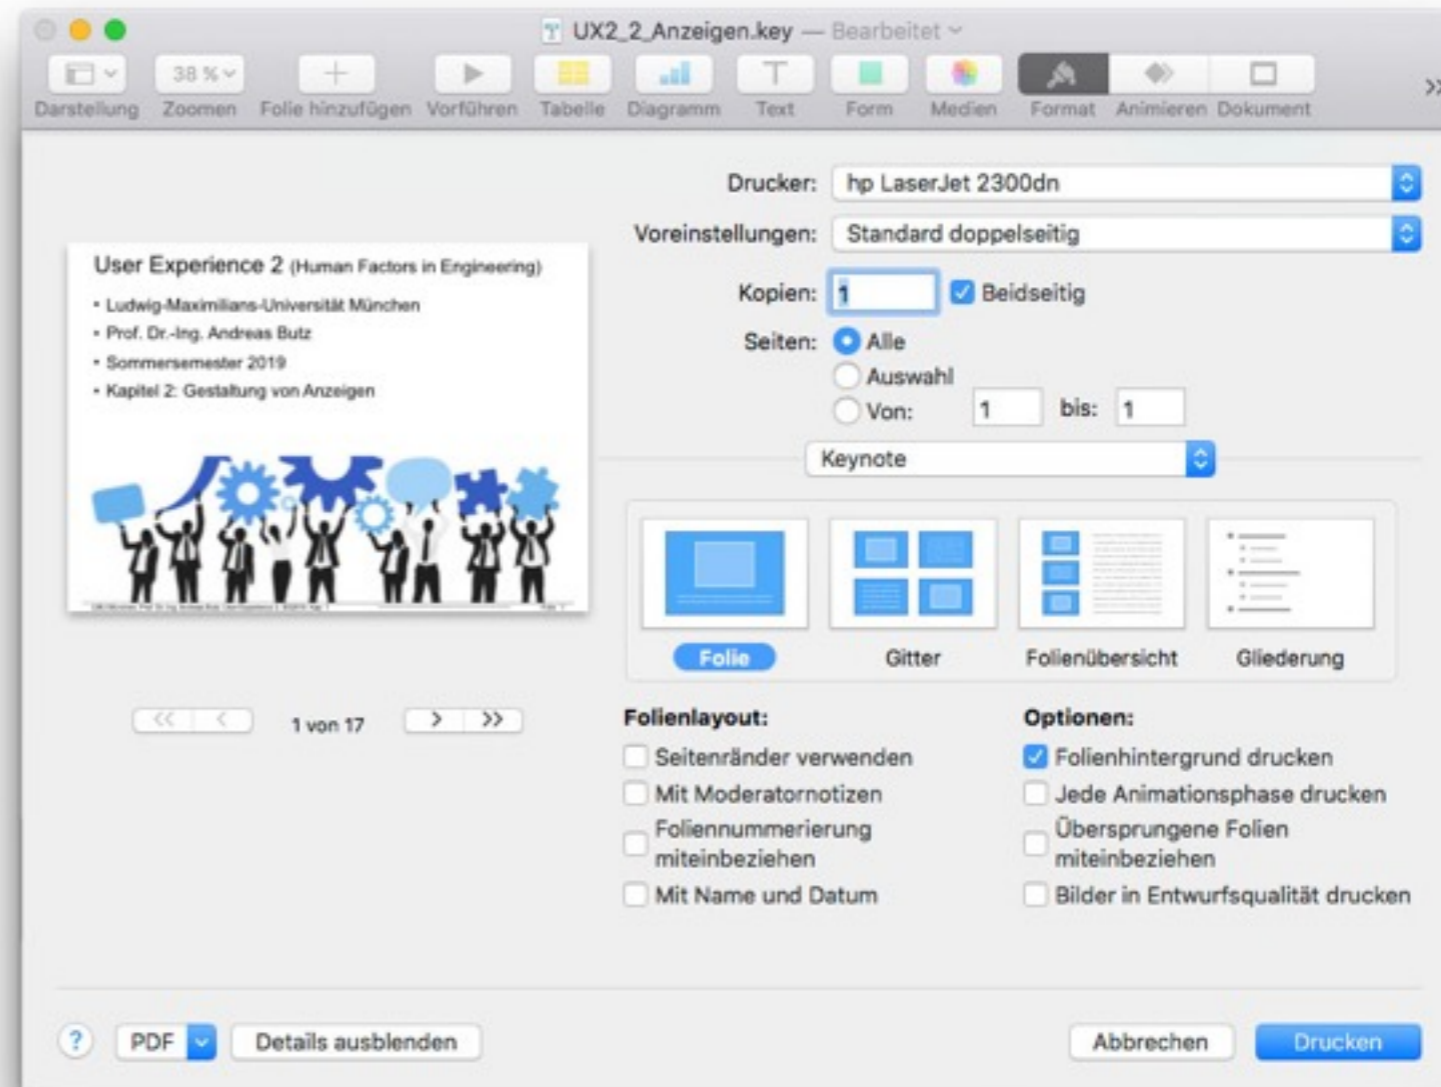 UX2_2_Anzeigen.key — Bearbeitet
38 %
Darstellung Zoomen Folie hinzufügen Vorführen Tabelle Diagramm Text Form Medien Format Animieren Dokument
Drucker: hp LaserJet 2300dn
Voreinstellungen: Standard doppelseitig
Kopien: 1 Beidseitig
Seiten: Alle
Auswahl
Von: 1 bis: 1
Keynote
User Experience 2 (Human Factors in Engineering)
• Ludwig-Maximilians-Universität München
• Prof. Dr.-Ing. Andreas Butz
• Sommersemester 2019
• Kapitel 2: Gestaltung von Anzeigen
Folie Gitter Folienübersicht Gliederung
<< < 1 von 17 > >>
Folienlayout:
Seitenränder verwenden
Mit Moderatornotizen
Foliennummerierung
miteinbeziehen
Mit Name und Datum
Optionen:
Folienhintergrund drucken
Jede Animationsphase drucken
Übersprungene Folien
miteinbeziehen
Bilder in Entwurfsqualität drucken
? PDF Details ausblenden Abbrechen Drucken